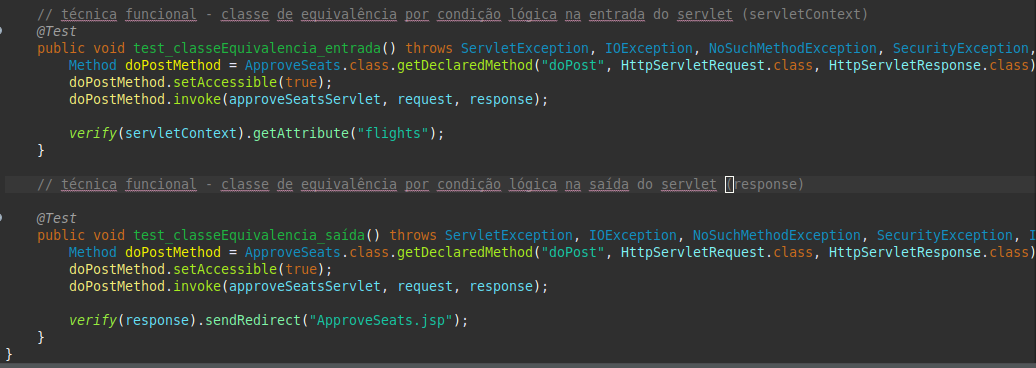 // técnica funcional - classe de equivalência por condição lógica na entrada do servlet (servletContext)
@Test
public void test_classeEquivalencia_entrada() throws ServletException, IOException, NoSuchMethodException, SecurityException,
Method doPostMethod = ApproveSeats.class.getDeclaredMethod("doPost", HttpServletRequest.class, HttpServletResponse.class)
doPostMethod.setAccessible(true);
doPostMethod.invoke(approveSeatsServlet, request, response);
verify(servletContext).getAttribute("flights");
}
// técnica funcional - classe de equivalência por condição lógica na saída do servlet (response)
@Test
public void test_classeEquivalencia_saída() throws ServletException, IOException, NoSuchMethodException, SecurityException, I
Method doPostMethod = ApproveSeats.class.getDeclaredMethod("doPost", HttpServletRequest.class, HttpServletResponse.class)
doPostMethod.setAccessible(true);
doPostMethod.invoke(approveSeatsServlet, request, response);
verify(response).sendRedirect("ApproveSeats.jsp");
}
}